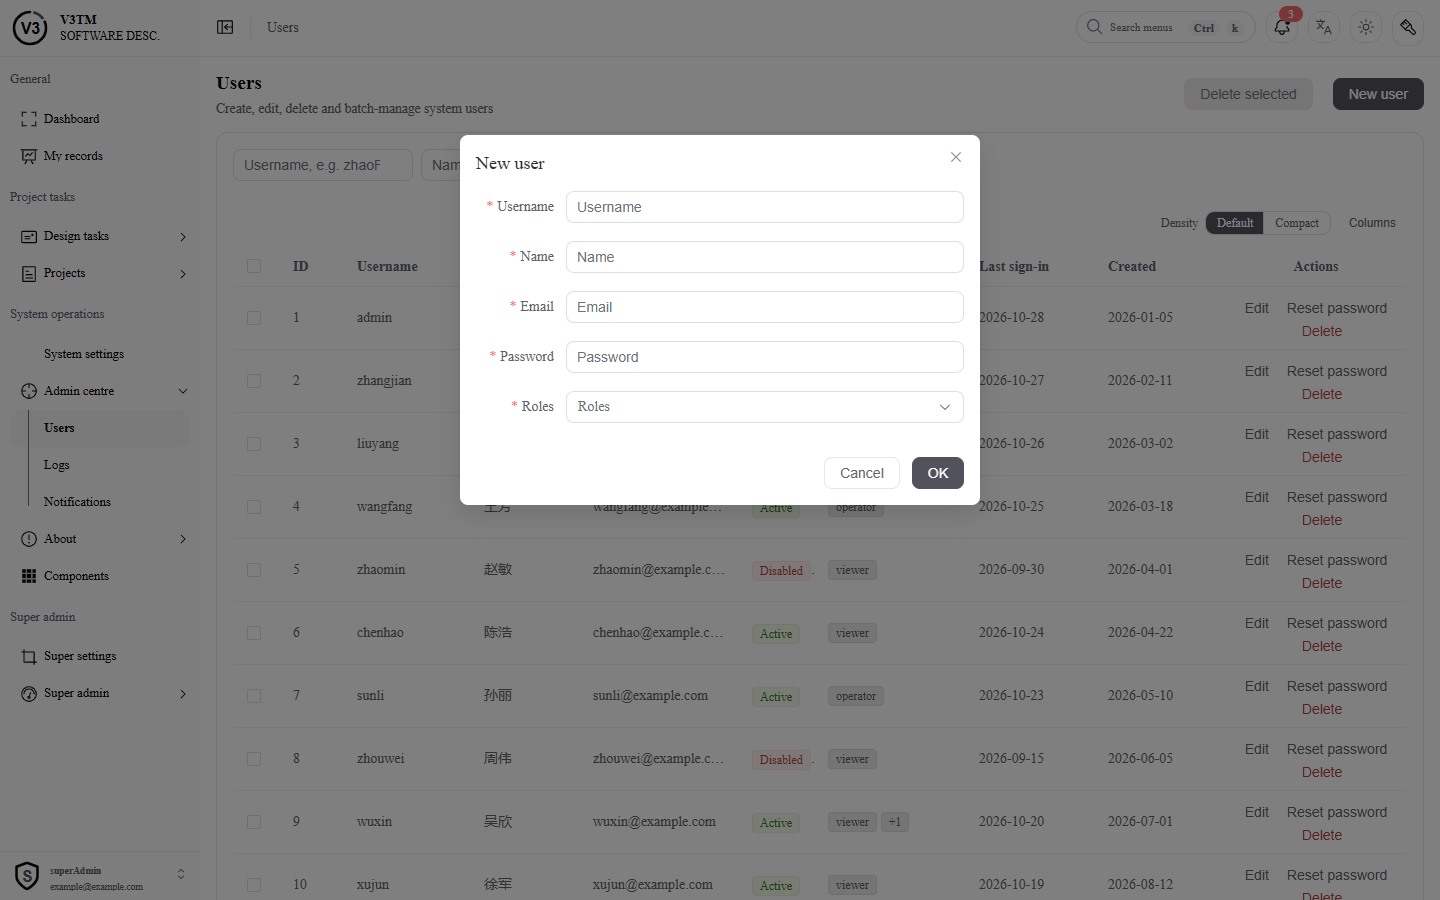 V3
V3TM
SOFTWARE DESC.
Users
Search menus Ctrl k
3
General
Dashboard
My records
Project tasks
Design tasks
Projects
System operations
System settings
Admin centre
Users
Logs
Notifications
About
Components
Super admin
Super settings
Super admin
S
superAdmin
example@example.com
Users
Create, edit, delete and batch-manage system users
Delete selected
New user
Username, e.g. zhao
Density Default Compact Columns
ID Username Last sign-in Created Actions
1 admin 2026-10-28 2026-01-05 Edit Reset password Delete
2 zhangjian 2026-10-27 2026-02-11 Edit Reset password Delete
3 liuyang 2026-10-26 2026-03-02 Edit Reset password Delete
4 wangfang wangfang@example... Active operator 2026-10-25 2026-03-18 Edit Reset password Delete
5 zhaomin 赵敏 zhaomin@example.c... Disabled . viewer 2026-09-30 2026-04-01 Edit Reset password Delete
6 chenhao 陈浩 chenhao@example.c... Active viewer 2026-10-24 2026-04-22 Edit Reset password Delete
7 sunli 孙丽 sunli@example.com Active operator 2026-10-23 2026-05-10 Edit Reset password Delete
8 zhouwei 周伟 zhouwei@example.c... Disabled . viewer 2026-09-15 2026-06-05 Edit Reset password Delete
9 wuxin 吴欣 wuxin@example.com Active viewer +1 2026-10-20 2026-07-01 Edit Reset password Delete
10 xujun 徐军 xujun@example.com Active viewer 2026-10-19 2026-08-12 Edit Reset password Delete
New user
* Username Username
* Name Name
* Email Email
* Password Password
* Roles Roles
Cancel OK